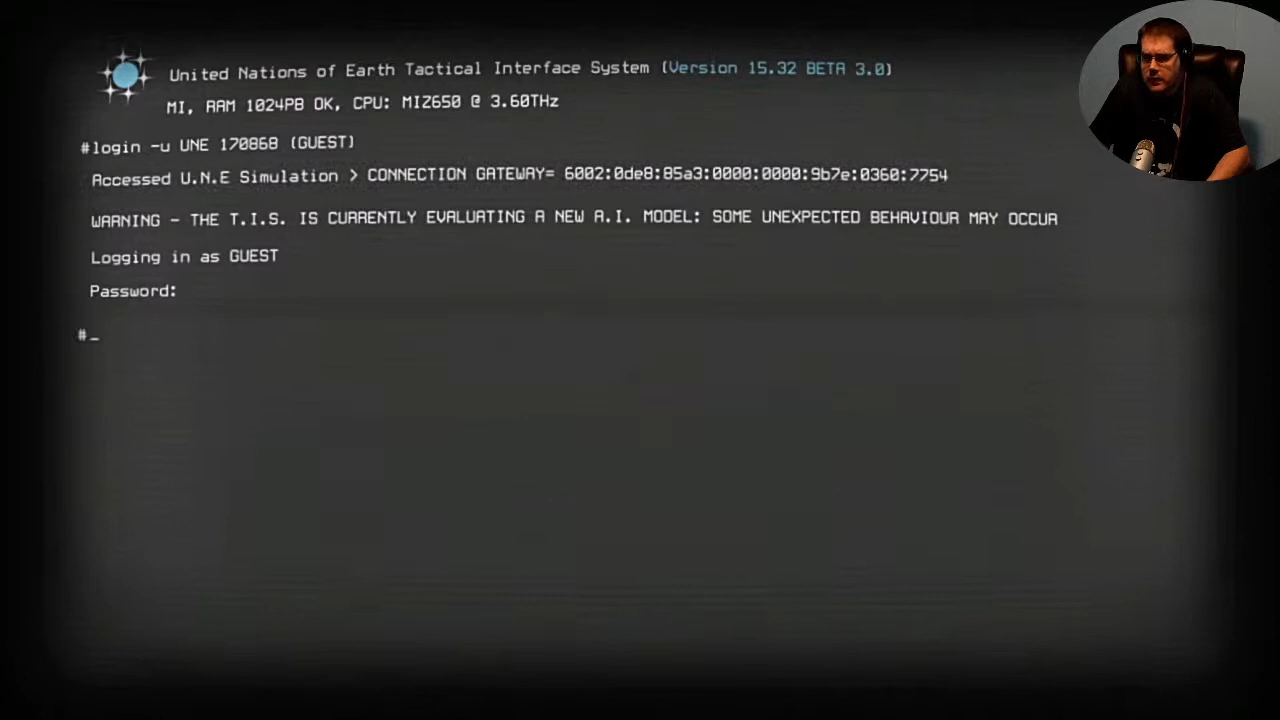 United Nations of Earth Tactical Interface System (Version 15.32 BETA 3.0)
MI, RAM 1024PB OK, CPU: MIZ650 @ 3.60THz
#login -u UNE 170868 (GUEST)
Accessed U.N.E Simulation > CONNECTION GATEWAY= 6002:0de8:85a3:0000:0000:9b7e:0360:7754
WARNING - THE T.I.S. IS CURRENTLY EVALUATING A NEW A.I. MODEL: SOME UNEXPECTED BEHAVIOUR MAY OCCUR
Logging in as GUEST
Password:
#_